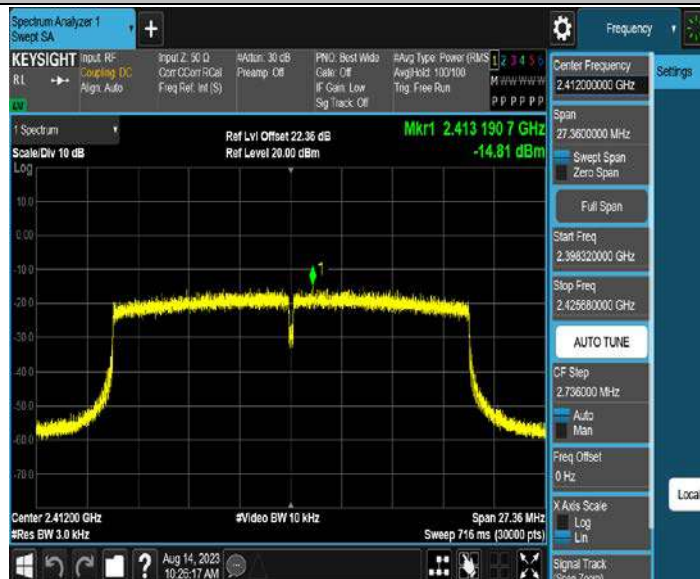 Spectrum Analyzer 1
Swept SA
+
Frequency
KEYSIGHT
RL
Input: RF
Coupling: DC
Align: Auto
Input Z: 50 Ω
Corr CCorr RCal
Freq Ref: Int (S)
#Atten: 30 dB
Preamp: Off
PNO: Best Wide
Gate: Off
IF Gain: Low
Sig Track: Off
#Avg Type: Power (RMS
Avg|Hold: 100/100
Trig: Free Run
1 2 3 4 5 6
M W W W W W
P P P P P P
1 Spectrum
Scale/Div 10 dB
Log
Ref Lvl Offset 22.36 dB
Ref Level 20.00 dBm
Mkr1 2.413 190 7 GHz
-14.81 dBm
10.0
0.00
-10.0
-20.0
-30.0
-40.0
-50.0
-60.0
-70.0
1
Center 2.41200 GHz
#Res BW 3.0 kHz
#Video BW 10 kHz
Span 27.36 MHz
Sweep 716 ms (30000 pts)
Center Frequency
2.412000000 GHz
Settings
Span
27.3600000 MHz
Swept Span
Zero Span
Full Span
Start Freq
2.398320000 GHz
Stop Freq
2.425680000 GHz
AUTO TUNE
CF Step
2.736000 MHz
Auto
Man
Freq Offset
0 Hz
X Axis Scale
Log
Lin
Local
Signal Track
(Span Zoom)
?
Aug 14, 2023
10:26:17 AM